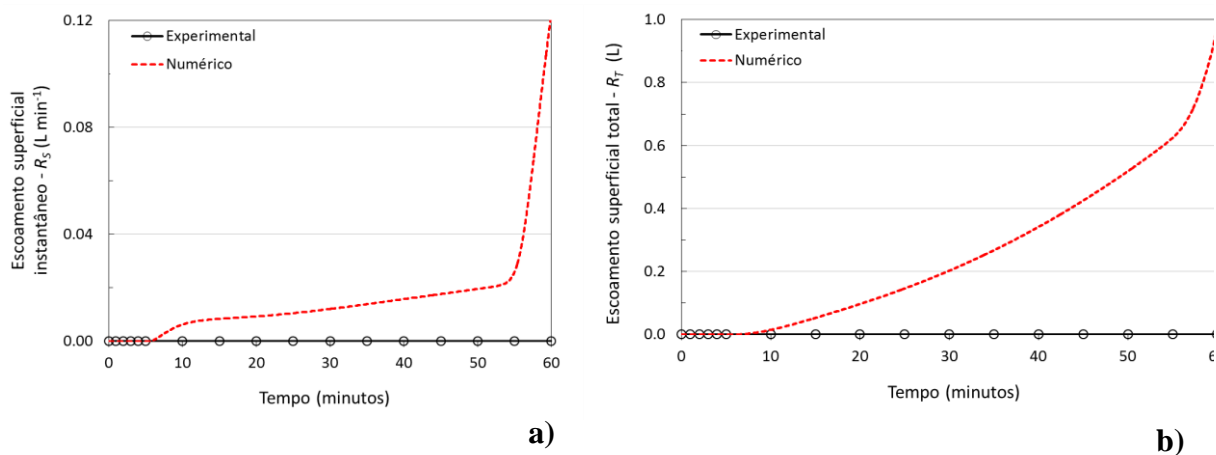 Escoamento superficial
instantâneo - R_S (L min⁻¹)
0.12
0.08
0.04
0.00
Experimental
Numérico
0 10 20 30 40 50 60
Tempo (minutos)
a)
Escoamento superficial total - R_T (L)
1.0
0.8
0.6
0.4
0.2
0.0
Experimental
Numérico
0 10 20 30 40 50
Tempo (minutos)
b)